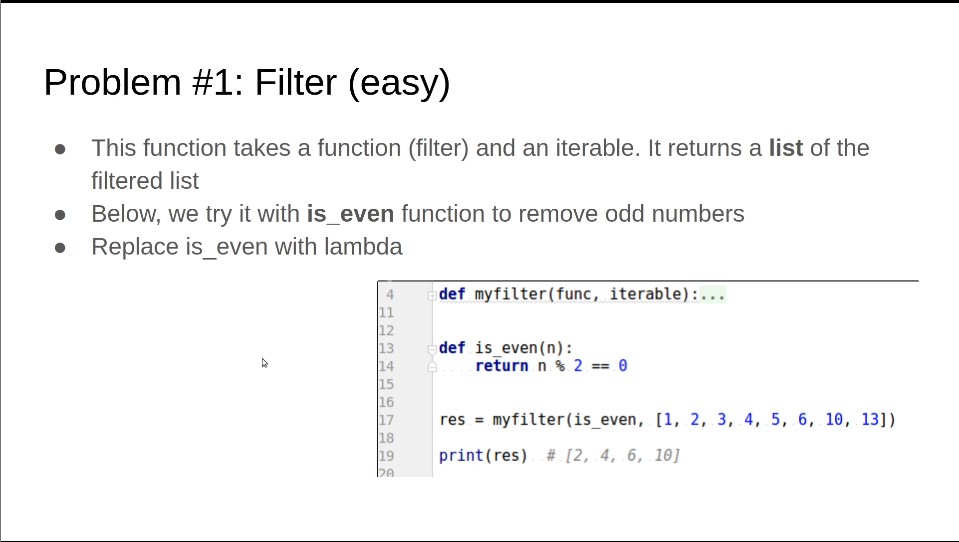 Problem #1: Filter (easy)
● This function takes a function (filter) and an iterable. It returns a list of the
filtered list
● Below, we try it with is_even function to remove odd numbers
● Replace is_even with lambda
4 def myfilter(func, iterable):...
11
12
13 def is_even(n):
14 return n % 2 == 0
15
16
17 res = myfilter(is_even, [1, 2, 3, 4, 5, 6, 10, 13])
18
19 print(res) # [2, 4, 6, 10]
20